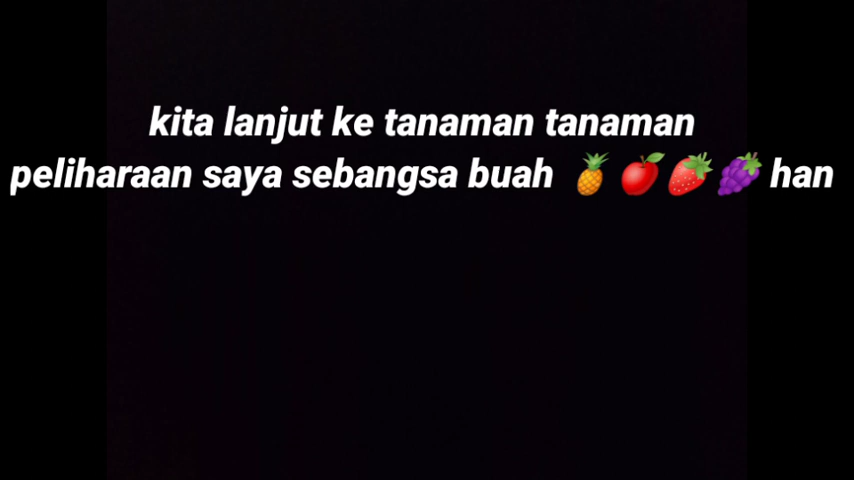 kita lanjut ke tanaman tanaman
peliharaan saya sebangsa buah 🍍🍎🍓🍇han